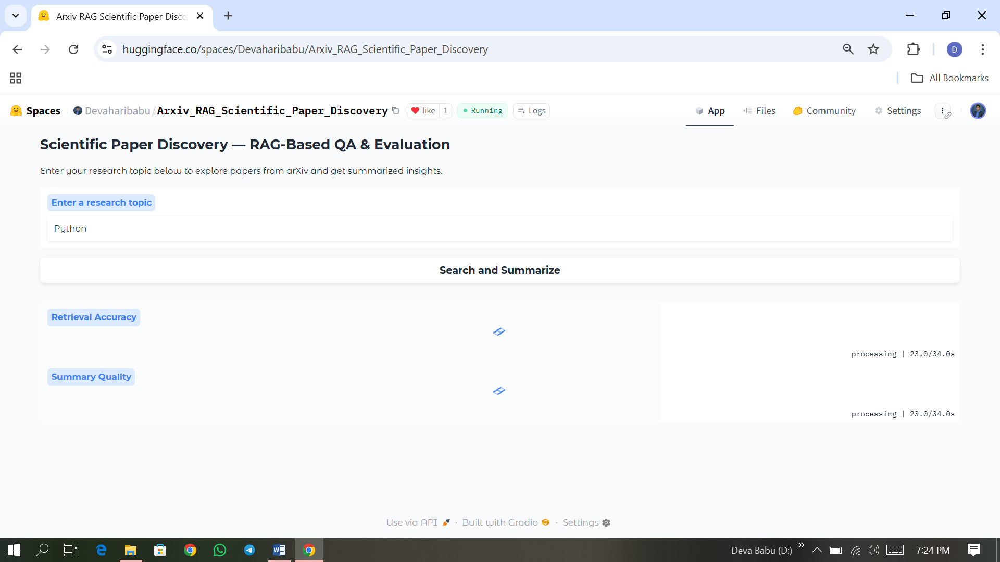 Arxiv RAG Scientific Paper Disco
huggingface.co/spaces/Devaharibabu/Arxiv_RAG_Scientific_Paper_Discovery
D
All Bookmarks
Spaces Devaharibabu/Arxiv_RAG_Scientific_Paper_Discovery like 1 Running Logs App Files Community Settings
Scientific Paper Discovery — RAG-Based QA & Evaluation
Enter your research topic below to explore papers from arXiv and get summarized insights.
Enter a research topic
Python
Search and Summarize
Retrieval Accuracy
processing | 23.0/34.0s
Summary Quality
processing | 23.0/34.0s
Use via API · Built with Gradio · Settings
Deva Babu (D:) 7:24 PM